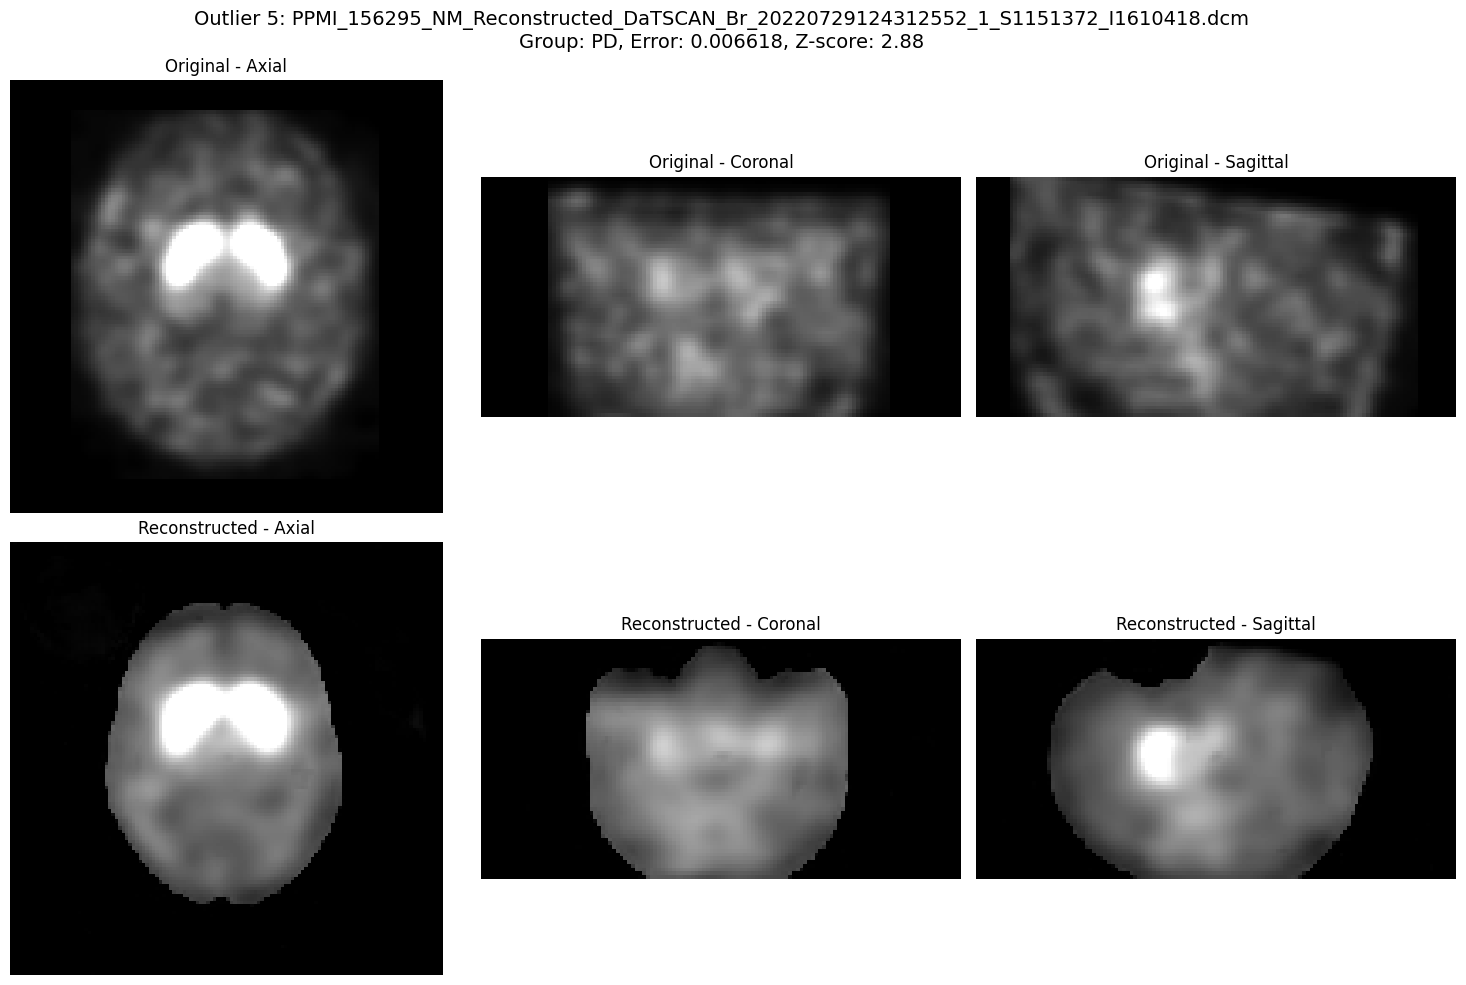 Outlier 5: PPMI_156295_NM_Reconstructed_DaTSCAN_Br_20220729124312552_1_S1151372_I1610418.dcm
Group: PD, Error: 0.006618, Z-score: 2.88
Original - Axial
Original - Coronal
Original - Sagittal
Reconstructed - Axial
Reconstructed - Coronal
Reconstructed - Sagittal